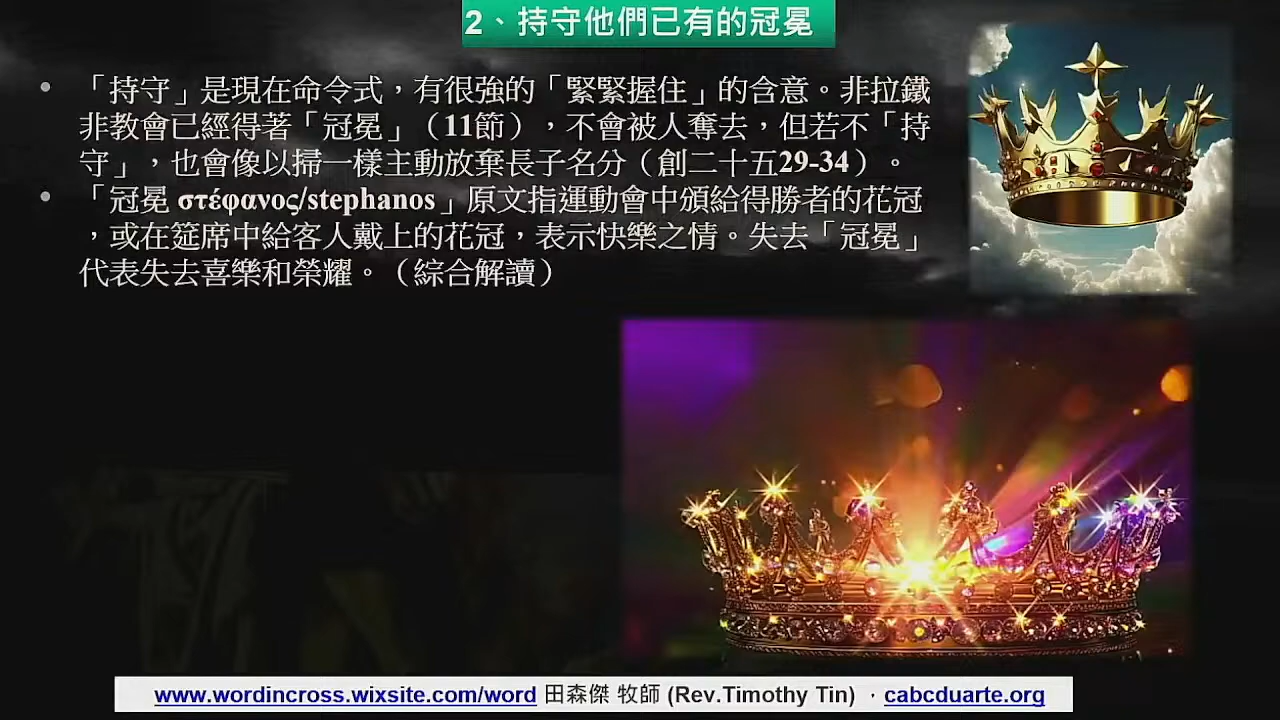 2、持守他們已有的冠冕
• 「持守」是現在命令式，有很強的「緊緊握住」的含意。非拉鐵
非教會已經得著「冠冕」（11節），不會被人奪去，但若不「持
守」，也會像以掃一樣主動放棄長子名分（創二十五29-34）。
• 「冠冕 στέφανος/stephanos」原文指運動會中頒給得勝者的花冠
，或在筵席中給客人戴上的花冠，表示快樂之情。失去「冠冕」
代表失去喜樂和榮耀。（綜合解讀）
www.wordincross.wixsite.com/word 田森傑 牧師 (Rev.Timothy Tin) ，cabcduarte.org